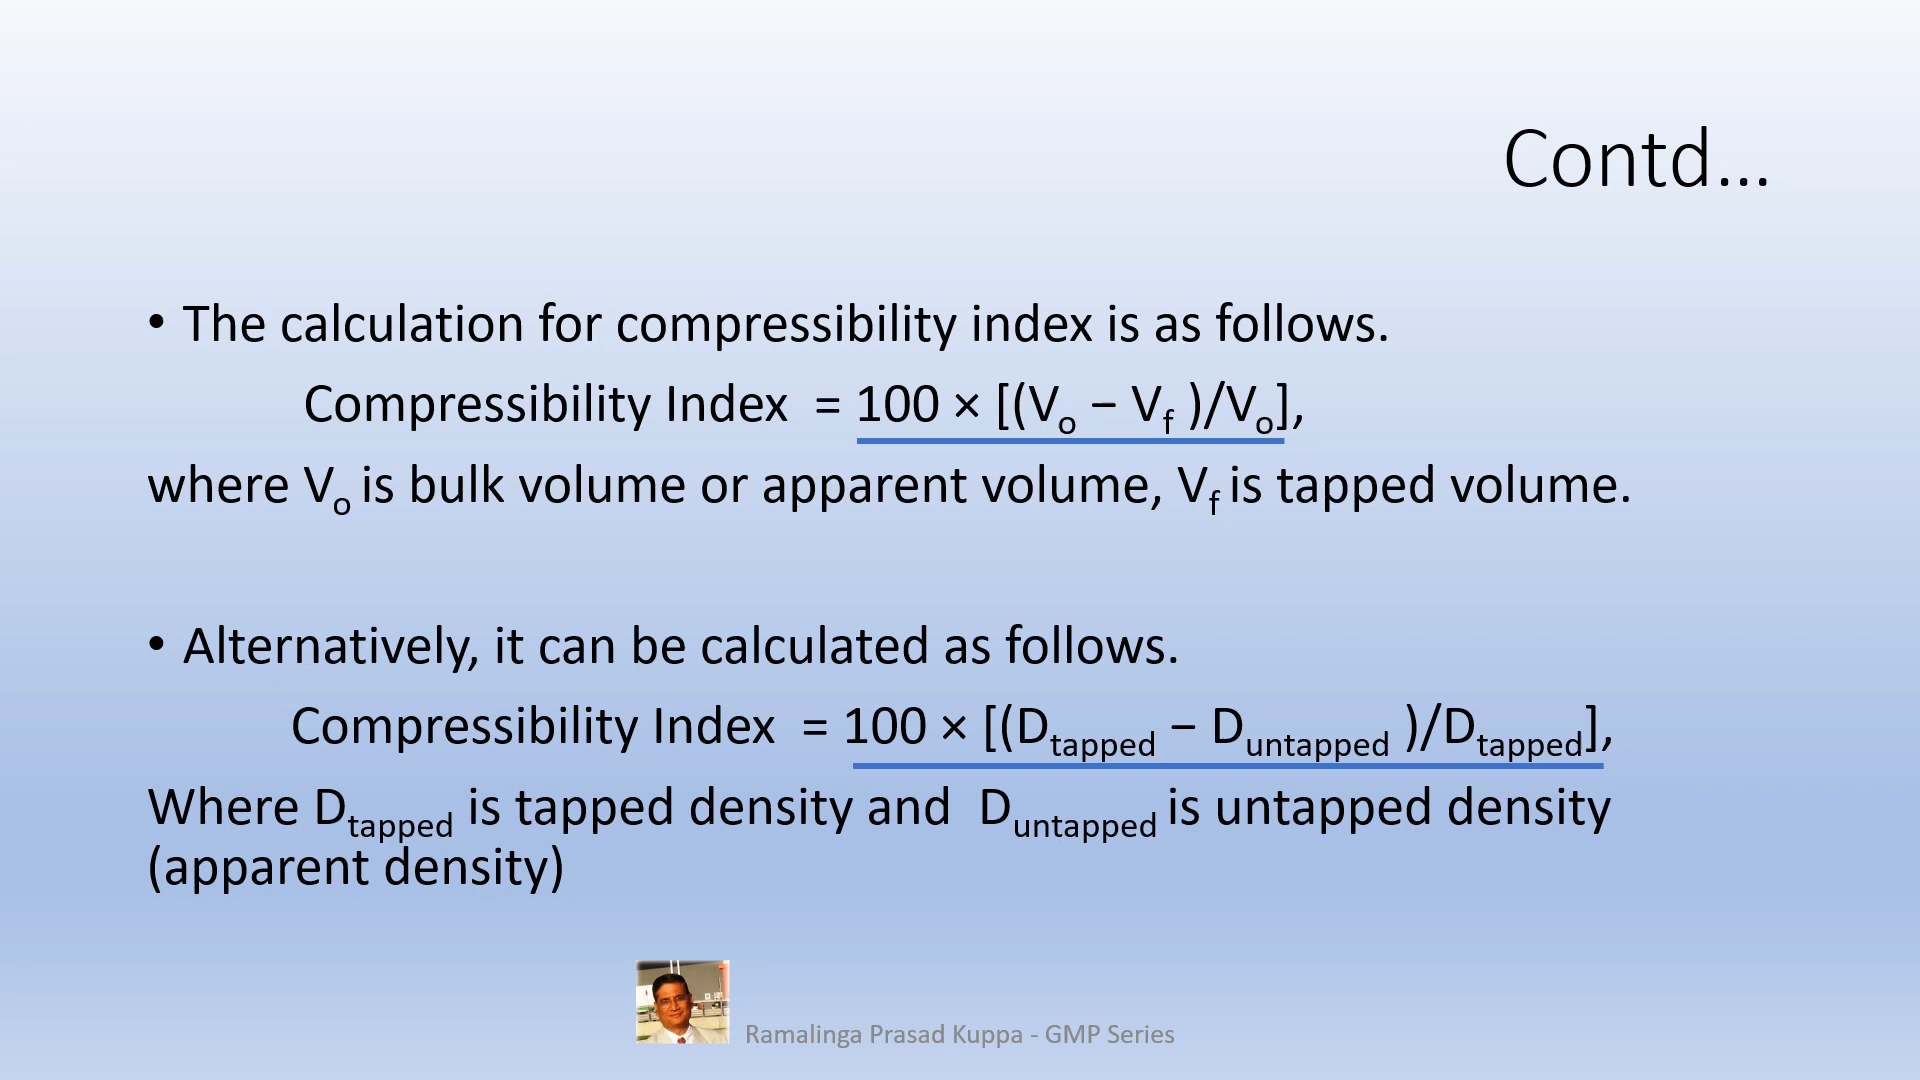 Contd...
• The calculation for compressibility index is as follows.
Compressibility Index = 100 × [(Vo − Vf )/Vo],
where Vo is bulk volume or apparent volume, Vf is tapped volume.
• Alternatively, it can be calculated as follows.
Compressibility Index = 100 × [(Dtapped − Duntapped )/Dtapped],
Where Dtapped is tapped density and Duntapped is untapped density
(apparent density)
Ramalinga Prasad Kuppa - GMP Series